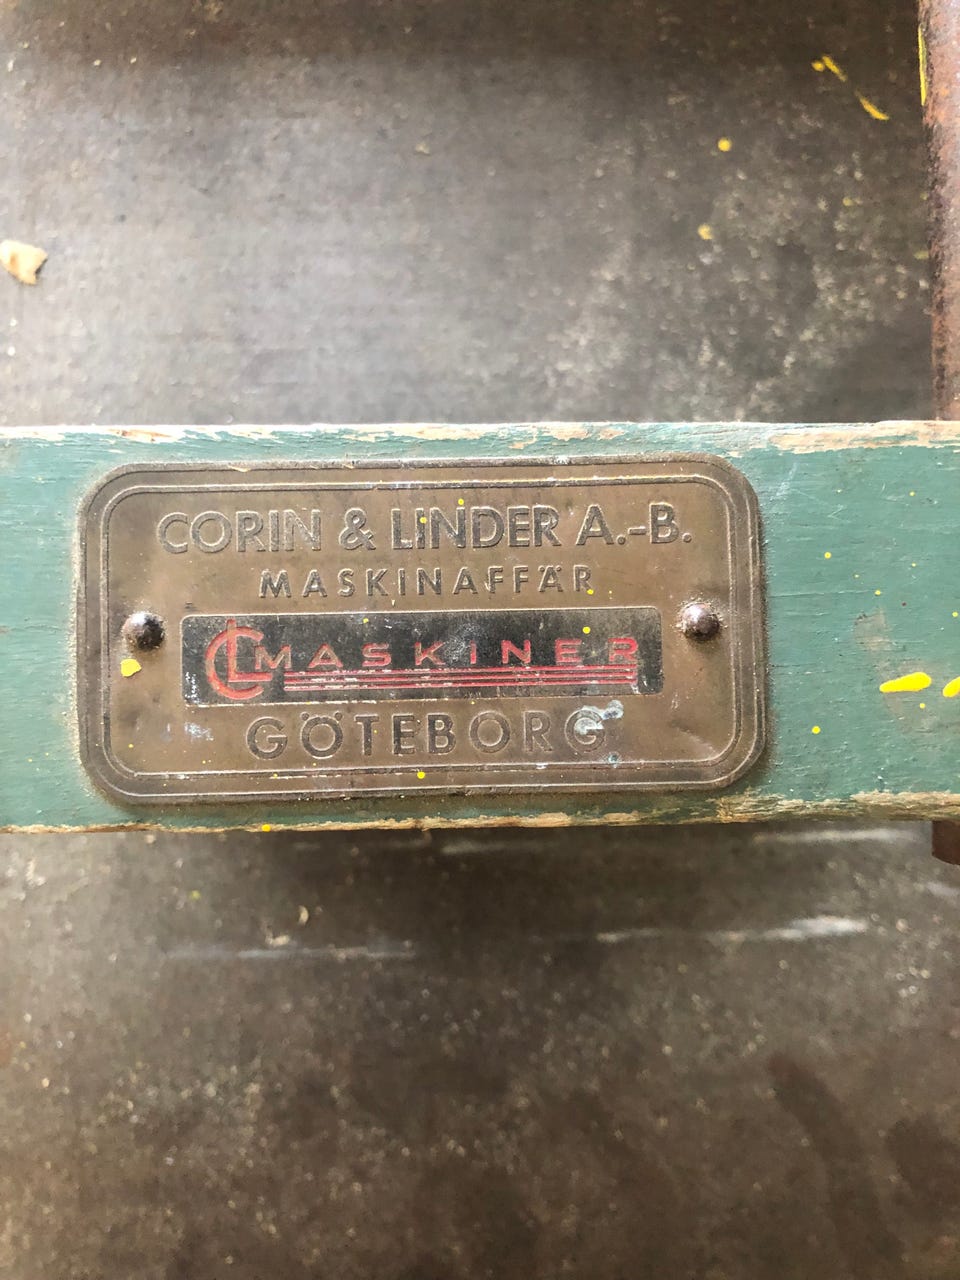 CORIN & LINDER A.-B.
MASKINAFFÄR
CL MASKINER
GÖTEBORG